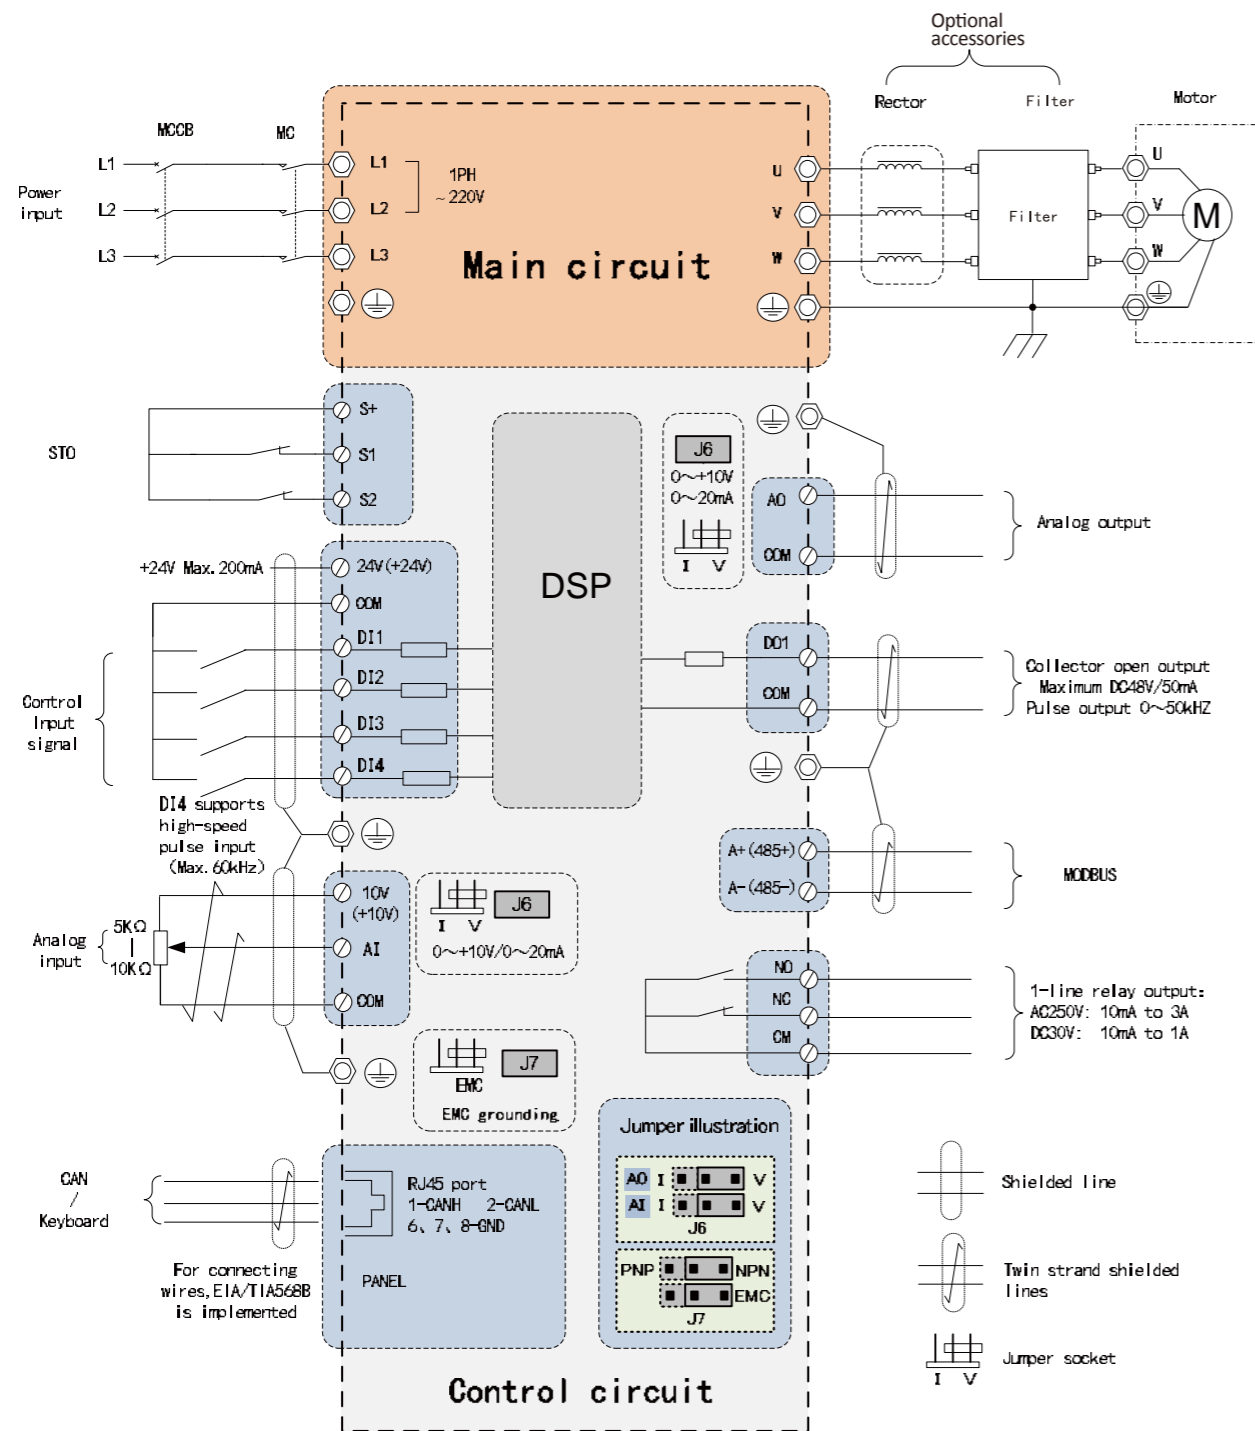 Optional
accessories
Rector
Filter
Motor
MCCB
MC
Power
input
L1
L2
L3
L1
L2
L3
1PH
~220V
Main circuit
U
V
W
Filter
U
V
W
M
STO
S+
S1
S2
J6
0～+10V
0～20mA
I V
AO
COM
Analog output
+24V Max.200mA
24V(+24V)
COM
DI1
DI2
DI3
DI4
DSP
Control
input
signal
DI4 supports
high-speed
pulse input
(Max.60kHz)
DO1
COM
Collector open output
Maximum DC48V/50mA
Pulse output 0～50kHZ
A+(485+)
A-(485-)
MODBUS
Analog
input
5KΩ
10KΩ
10V
(+10V)
AI
COM
I V
J6
0～+10V/0～20mA
NO
NC
CM
1-line relay output:
AC250V: 10mA to 3A
DC30V: 10mA to 1A
EMC
J7
EMC grounding
CAN
/
Keyboard
For connecting
wires,EIA/TIA568B
is implemented
RJ45 port
1-CANH 2-CANL
6、7、8-GND
PANEL
Jumper illustration
AO I V
AI I V
J6
PNP NPN
EMC
J7
Shielded line
Twin strand shielded
lines
I V
Jumper socket
Control circuit